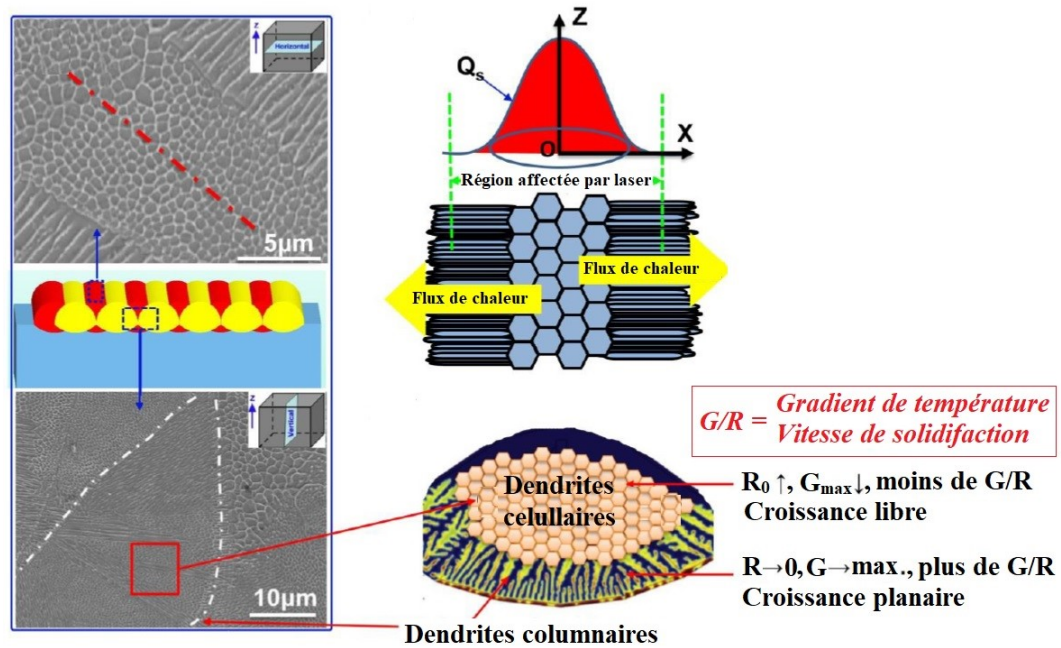 Z
Horizontal
5µm
Z
Qs
O
X
Région affectée par laser
Flux de chaleur
Flux de chaleur
Z
Vertical
10µm
G/R = Gradient de température
Vitesse de solidifaction
Dendrites
celullaires
R0 ↑, Gmax↓, moins de G/R
Croissance libre
R→0, G→max., plus de G/R
Croissance planaire
Dendrites columnaires